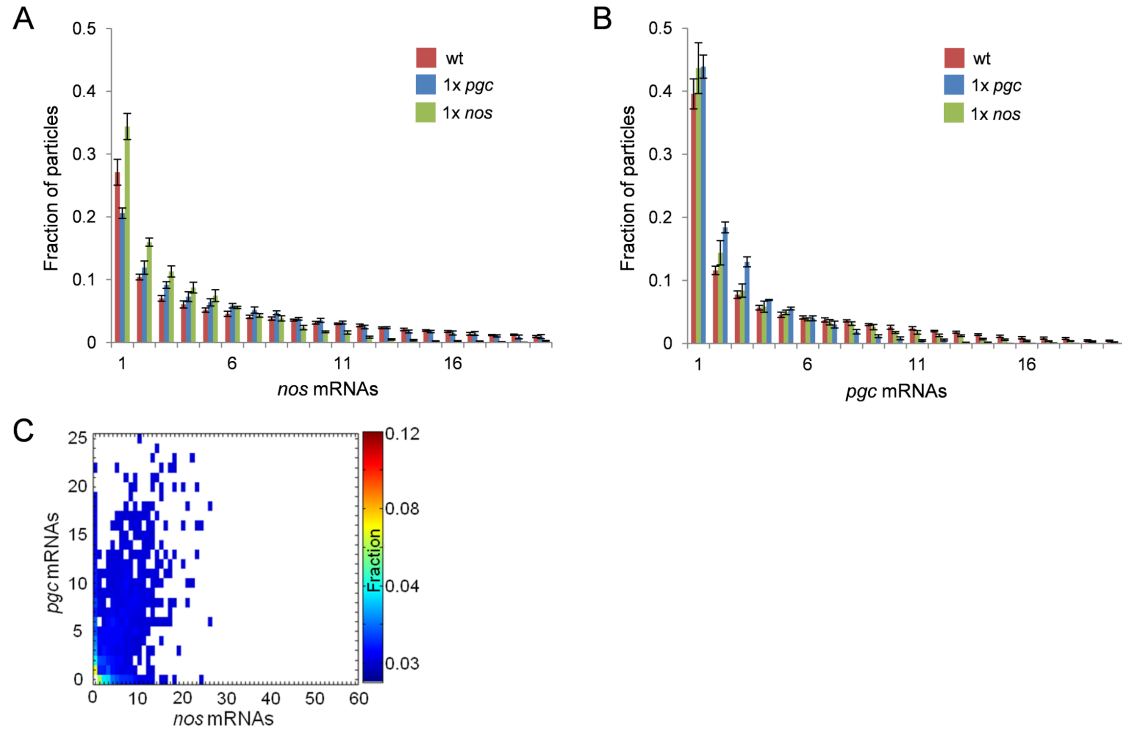 A
0.5
0.4
0.3
0.2
0.1
0
Fraction of particles
wt
1x pgc
1x nos
1
6
11
16
nos mRNAs
B
0.5
0.4
0.3
0.2
0.1
0
Fraction of particles
wt
1x pgc
1x nos
1
6
11
16
pgc mRNAs
C
25
20
15
10
5
0
pgc mRNAs
0
10
20
30
40
50
60
nos mRNAs
0.12
0.08
0.04
0.03
Fraction